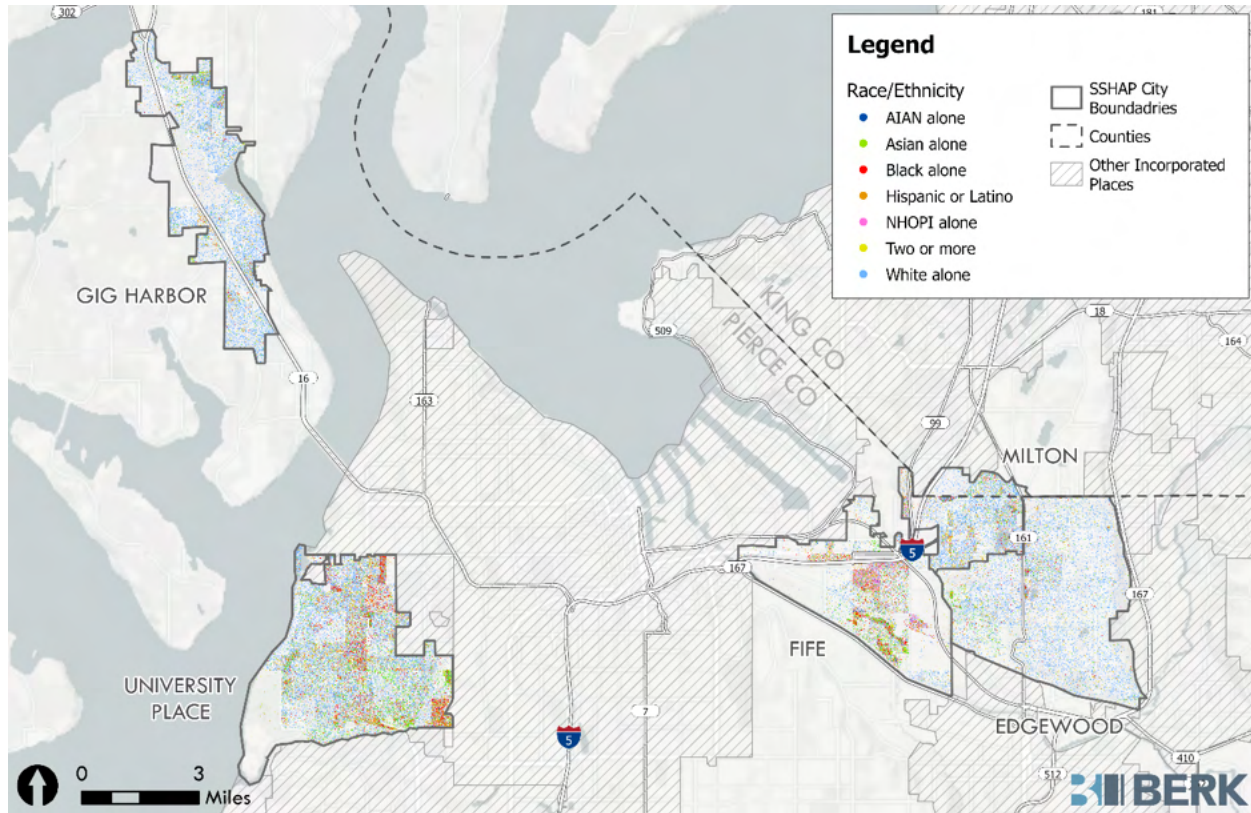 302
181
Legend
Race/Ethnicity
AIAN alone
Asian alone
Black alone
Hispanic or Latino
NHOPI alone
Two or more
White alone
SSHAP City
Boundadries
Counties
Other Incorporated
Places
GIG HARBOR
KING CO
PIERCE CO
509
18
164
16
163
99
MILTON
161
5
167
167
FIFE
UNIVERSITY
PLACE
7
5
EDGEWOOD
410
512
0 3
Miles
BERK